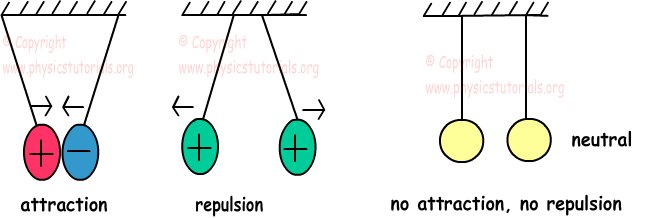 © Copyright
www.physicstutorials.org
+
−
attraction
© Copyright
www.physicstutorials.org
+
+
repulsion
© Copyright
www.physicstutorials.org
neutral
no attraction, no repulsion